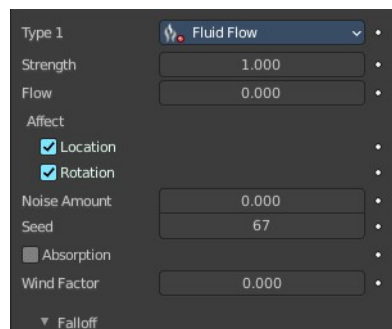 Type 1 Fluid Flow
Strength 1.000
Flow 0.000
Affect
Location
Rotation
Noise Amount 0.000
Seed 67
Absorption
Wind Factor 0.000
Falloff